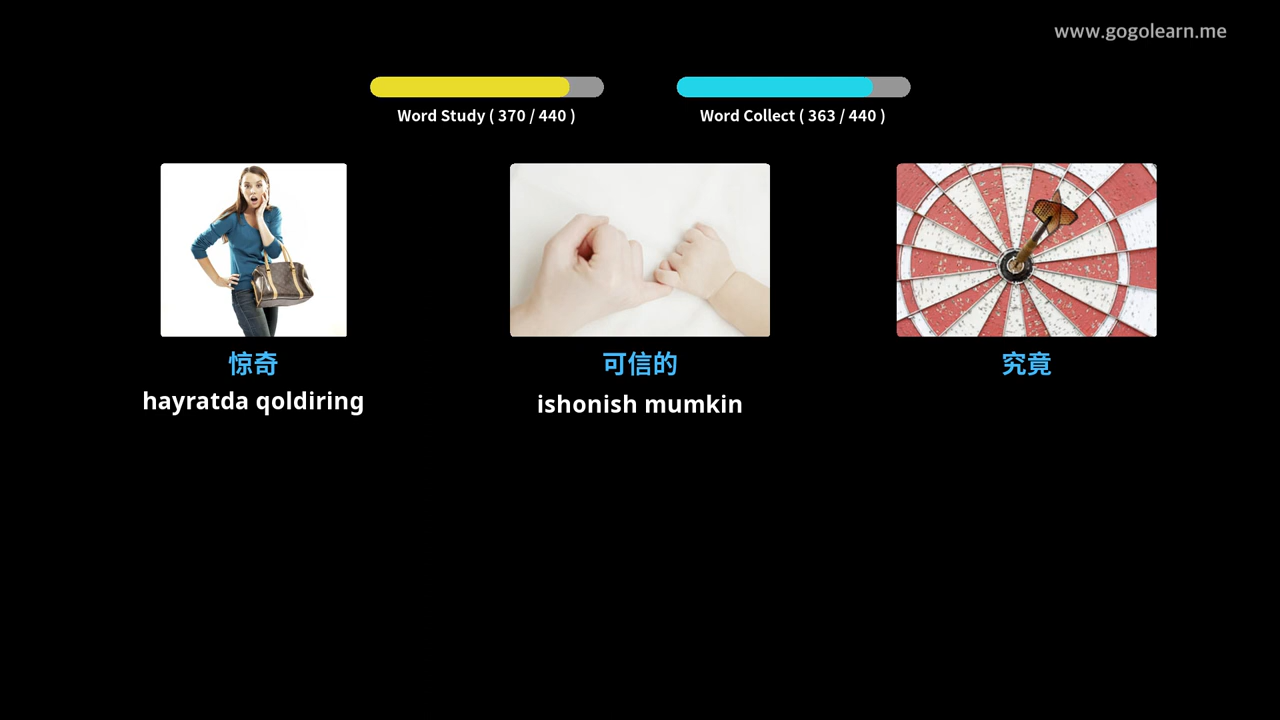 www.gogolearn.me
Word Study ( 370 / 440 )
Word Collect ( 363 / 440 )
惊奇
可信的
究竟
hayratda qoldiring
ishonish mumkin